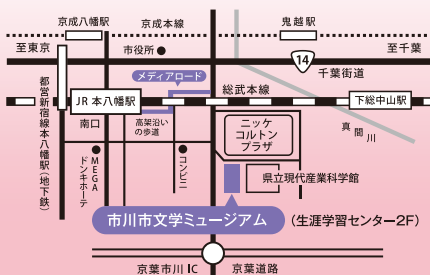 京成八幡駅
京成本線
鬼越駅
至東京
市役所
至千葉
14
千葉街道
メディアロード
総武本線
JR 本八幡駅
下総中山駅
都営新宿線本八幡駅(地下鉄)
南口
高架沿い
の歩道
ニッケ
コルトン
プラザ
真間川
MEGA
ドンキホーテ
コンビニ
県立現代産業科学館
市川市文学ミュージアム
(生涯学習センター2F)
京葉市川 IC
京葉道路